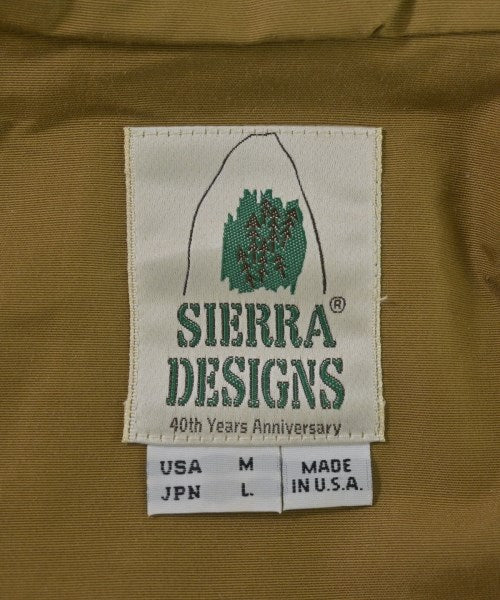 SIERRA®
DESIGNS
40th Years Anniversary
USA M
JPN L
MADE
IN U.S.A.